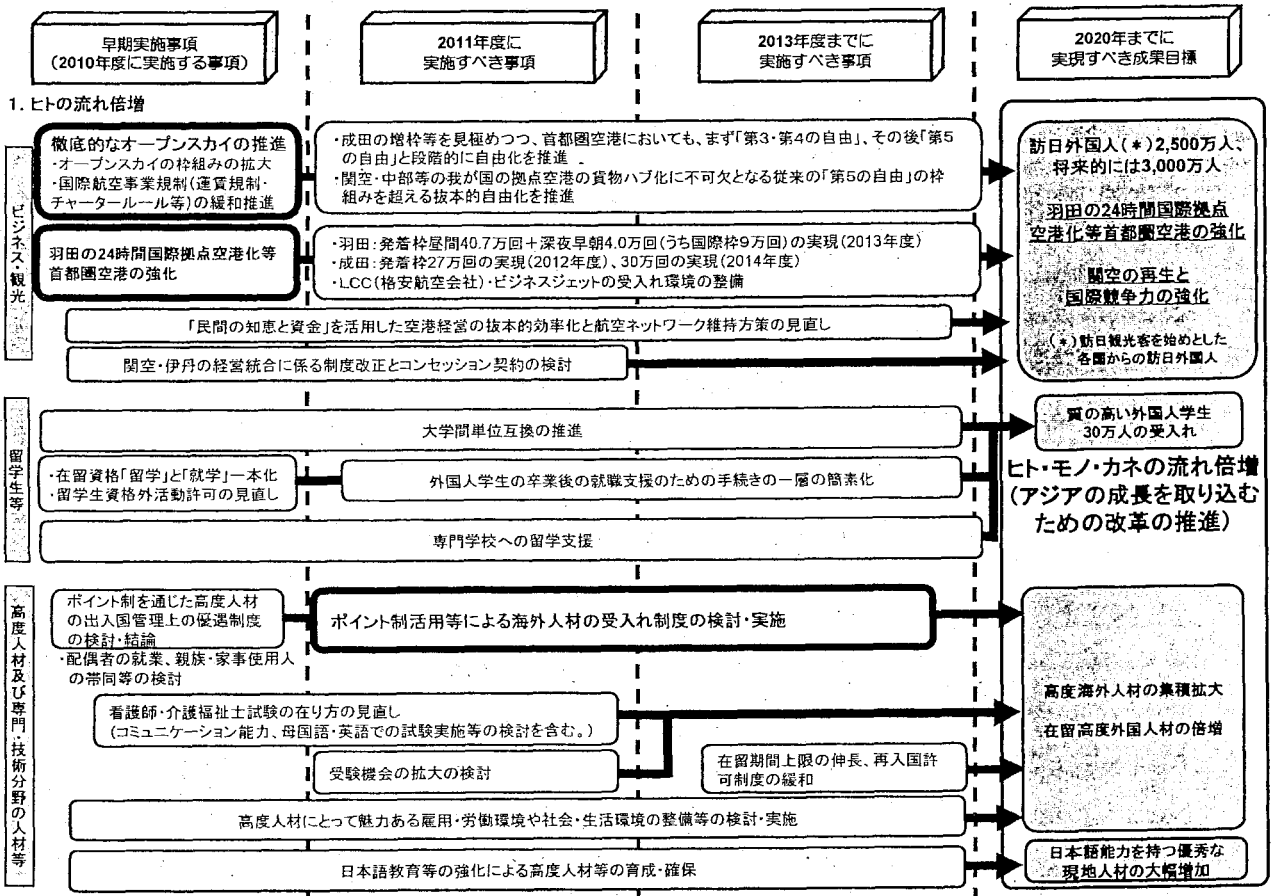 早期実施事項
(2010年度に実施する事項)
2011年度に
実施すべき事項
2013年度までに
実施すべき事項
2020年までに
実現すべき成果目標
1. ヒトの流れ倍増
ビジネス・観光
徹底的なオープンスカイの推進
・オープンスカイの枠組みの拡大
・国際航空事業規制(運賃規制・
チャータールール等)の緩和推進
・成田の増枠等を見極めつつ、首都圏空港においても、まず「第3・第4の自由」、その後「第5
の自由」と段階的に自由化を推進
・関空・中部等の我が国の拠点空港の貨物ハブ化に不可欠となる従来の「第5の自由」の枠
組みを超える抜本的自由化を推進
羽田の24時間国際拠点空港化等
首都圏空港の強化
・羽田:発着枠昼間40.7万回+深夜早朝4.0万回(うち国際枠9万回)の実現(2013年度)
・成田:発着枠27万回の実現(2012年度)、30万回の実現(2014年度)
・LCC(格安航空会社)・ビジネスジェットの受入れ環境の整備
「民間の知恵と資金」を活用した空港経営の抜本的効率化と航空ネットワーク維持方策の見直し
関空・伊丹の経営統合に係る制度改正とコンセッション契約の検討
訪日外国人(*)2,500万人、
将来的には3,000万人
羽田の24時間国際拠点
空港化等首都圏空港の強化
関空の再生と
国際競争力の強化
(*)訪日観光客を始めとした
各国からの訪日外国人
留学生等
大学間単位互換の推進
・在留資格「留学」と「就学」一本化
・留学生資格外活動許可の見直し
外国人学生の卒業後の就職支援のための手続きの一層の簡素化
専門学校への留学支援
質の高い外国人学生
30万人の受入れ
ヒト・モノ・カネの流れ倍増
(アジアの成長を取り込む
ための改革の推進)
高度人材及び専門・技術分野の人材等
ポイント制を通じた高度人材
の出入国管理上の優遇制度
の検討・結論
・配偶者の就業、親族・家事使用人
の帯同等の検討
ポイント制活用等による海外人材の受入れ制度の検討・実施
看護師・介護福祉士試験の在り方の見直し
(コミュニケーション能力、母国語・英語での試験実施等の検討を含む。)
受験機会の拡大の検討
在留期間上限の伸長、再入国許
可制度の緩和
高度人材にとって魅力ある雇用・労働環境や社会・生活環境の整備等の検討・実施
日本語教育等の強化による高度人材等の育成・確保
高度海外人材の集積拡大
在留高度外国人材の倍増
日本語能力を持つ優秀な
現地人材の大幅増加